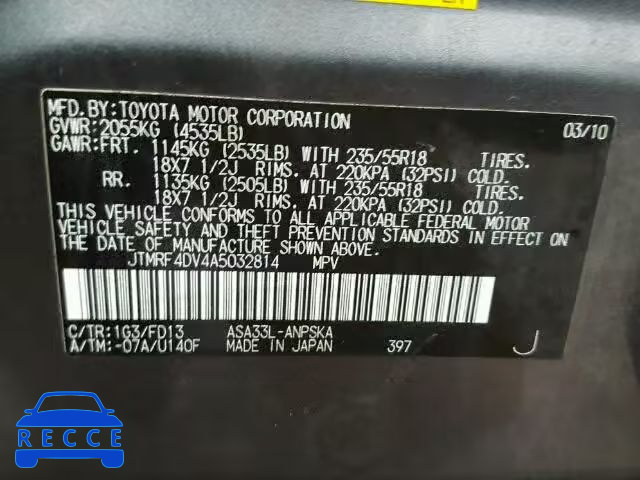 MFD.BY:TOYOTA MOTOR CORPORATION 03/10
GVWR:2055KG (4535LB)
GAWR:FRT. 1145KG (2535LB) WITH 235/55R18 TIRES.
18X7 1/2J RIMS. AT 220KPA (32PSI) COLD.
RR. 1135KG (2505LB) WITH 235/55R18 TIRES.
18X7 1/2J RIMS. AT 220KPA (32PSI) COLD.
THIS VEHICLE CONFORMS TO ALL APPLICABLE FEDERAL MOTOR
VEHICLE SAFETY AND THEFT PREVENTION STANDARDS IN EFFECT ON
THE DATE OF MANUFACTURE SHOWN ABOVE.
JTMRF4DV4A5032814 MPV
C/TR:1G3/FD13 ASA33L-ANPSKA
A/TM:-07A/U140F MADE IN JAPAN 397 J
RECCE